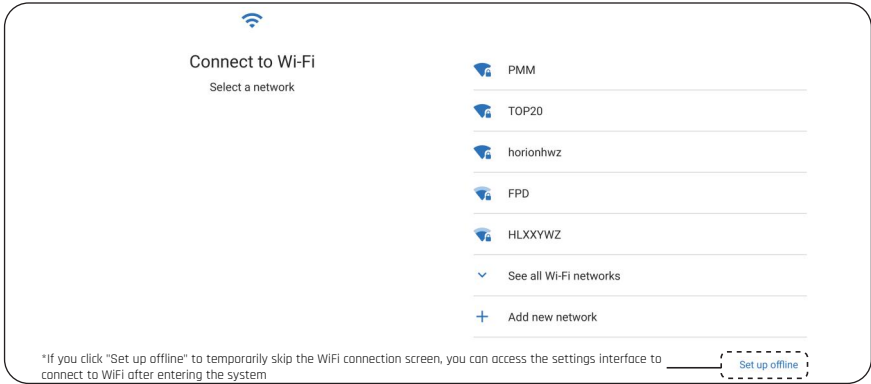 Connect to Wi-Fi
Select a network
PMM
TOP20
horionhwz
FPD
HLXXYWZ
See all Wi-Fi networks
Add new network
*If you click "Set up offline" to temporarily skip the WiFi connection screen, you can access the settings interface to
connect to WiFi after entering the system
Set up offline